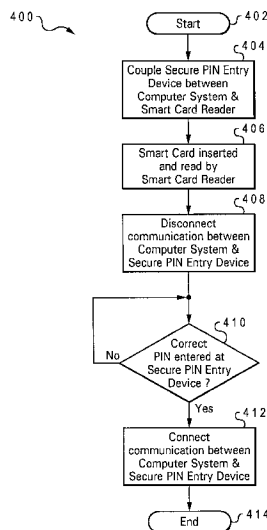 400
Start
402
404
Couple Secure PIN Entry
Device between
Computer System &
Smart Card Reader
406
Smart Card inserted
and read by
Smart Card Reader
408
Disconnect
communication between
Computer System &
Secure PIN Entry Device
410
Correct
PIN entered at
Secure PIN Entry
Device ?
No
Yes
412
Connect
communication between
Computer System &
Secure PIN Entry Device
End
414